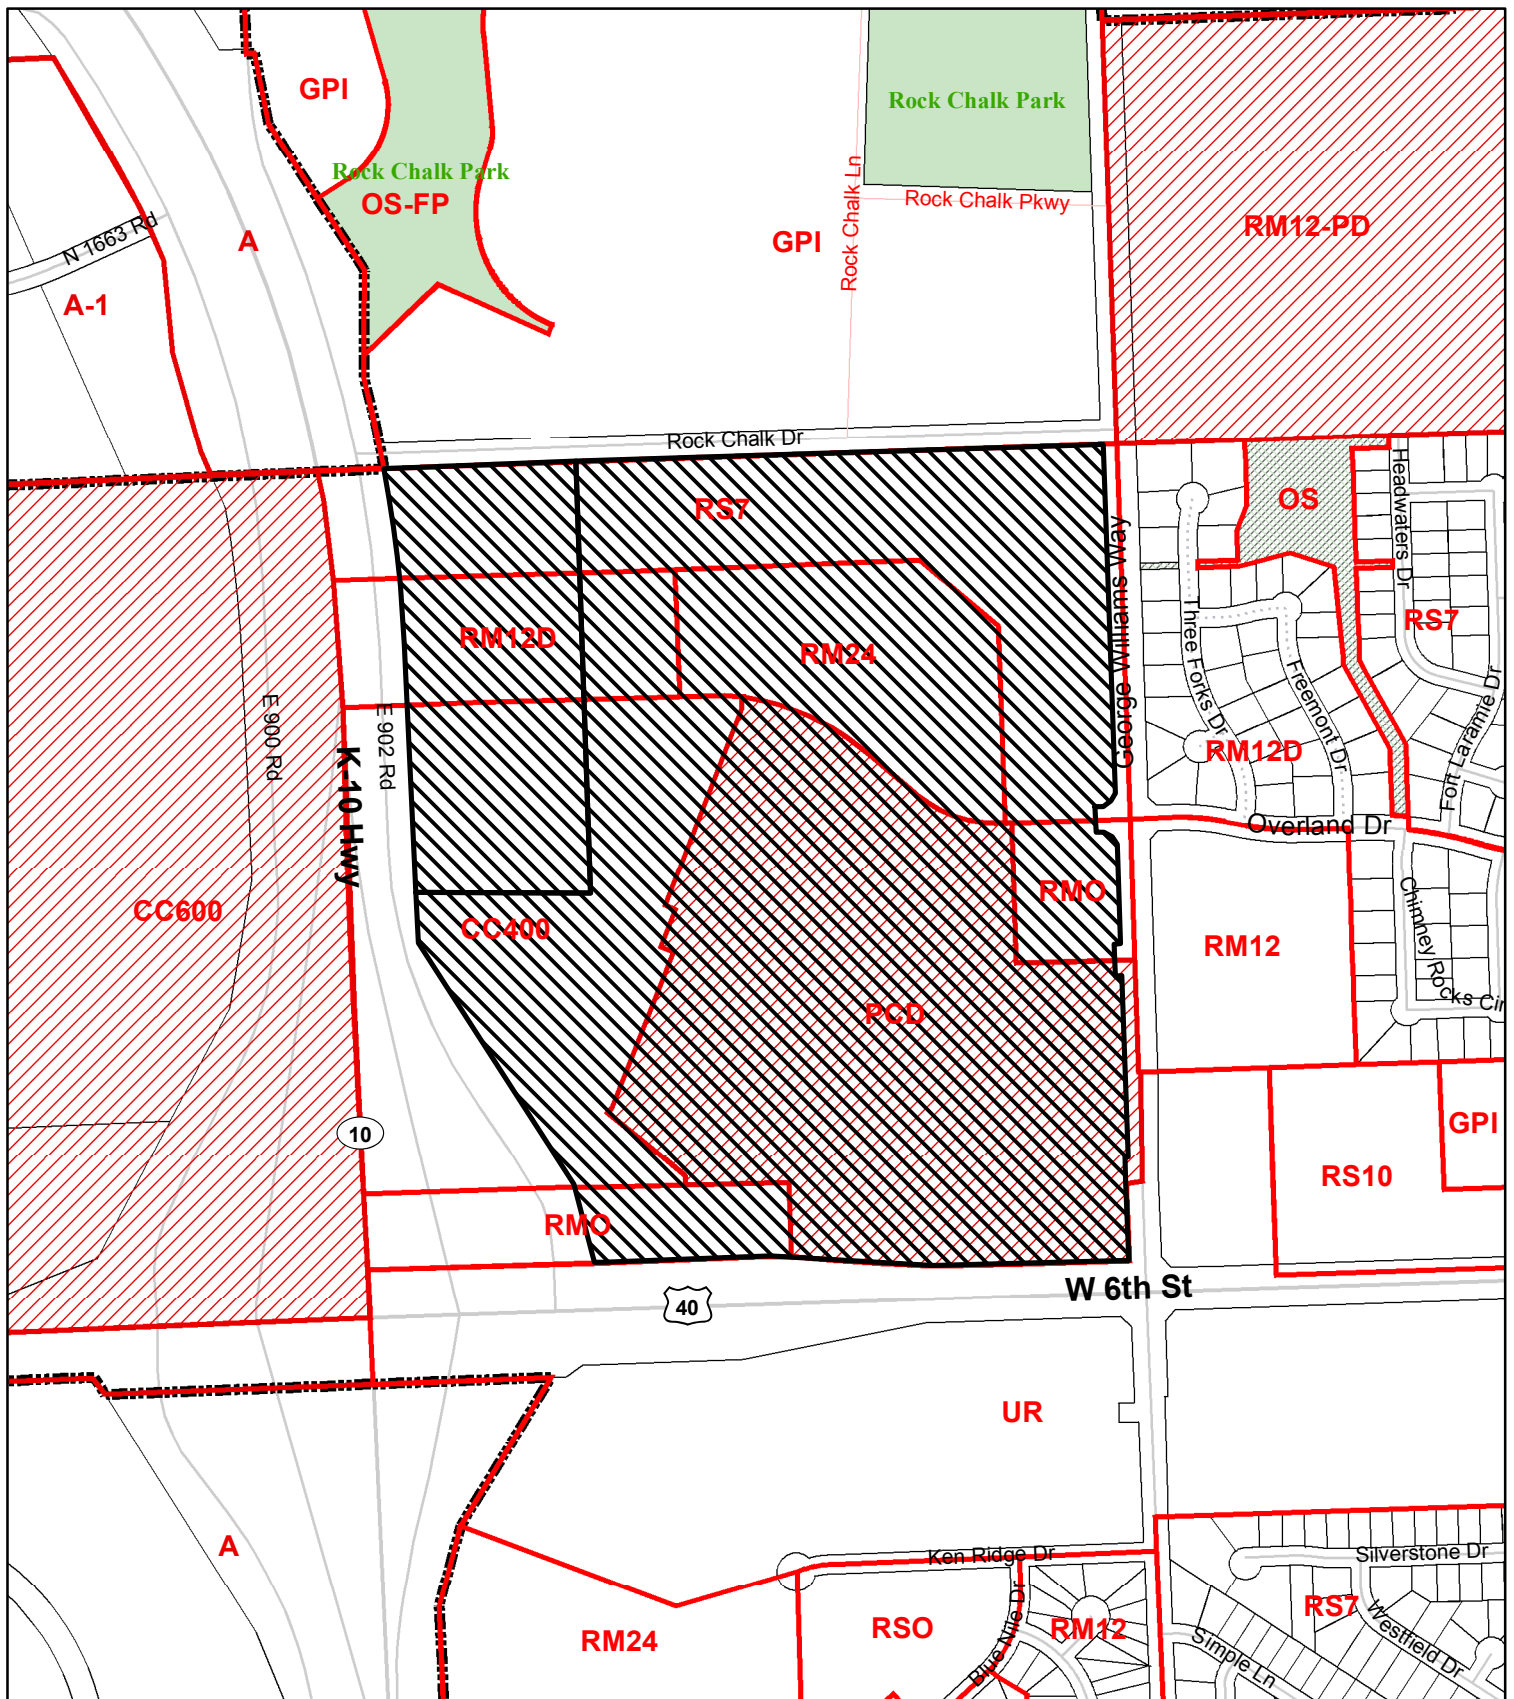 GPI
Rock Chalk Park
Rock Chalk Park
OS-FP
Rock Chalk Pkwy
Rock Chalk Ln
N 1663 Rd
A
GPI
RM12-PD
A-1
Rock Chalk Dr
RS7
OS
Headwaters Dr
George Williams Way
Three Forks Dr
RS7
RM12D
RM24
Freemont Dr
E 900 Rd
E 902 Rd
K-10 Hwy
RM12D
Fort Laramie Dr
Overland Dr
CC600
RMO
CC400
RM12
Chimney Rocks Cir
PCD
10
GPI
RS10
RMO
W 6th St
40
UR
A
Ken Ridge Dr
Silverstone Dr
Blue Nile Dr
RS7
Westfield Dr
RSO
RM12
RM24
Simple Ln